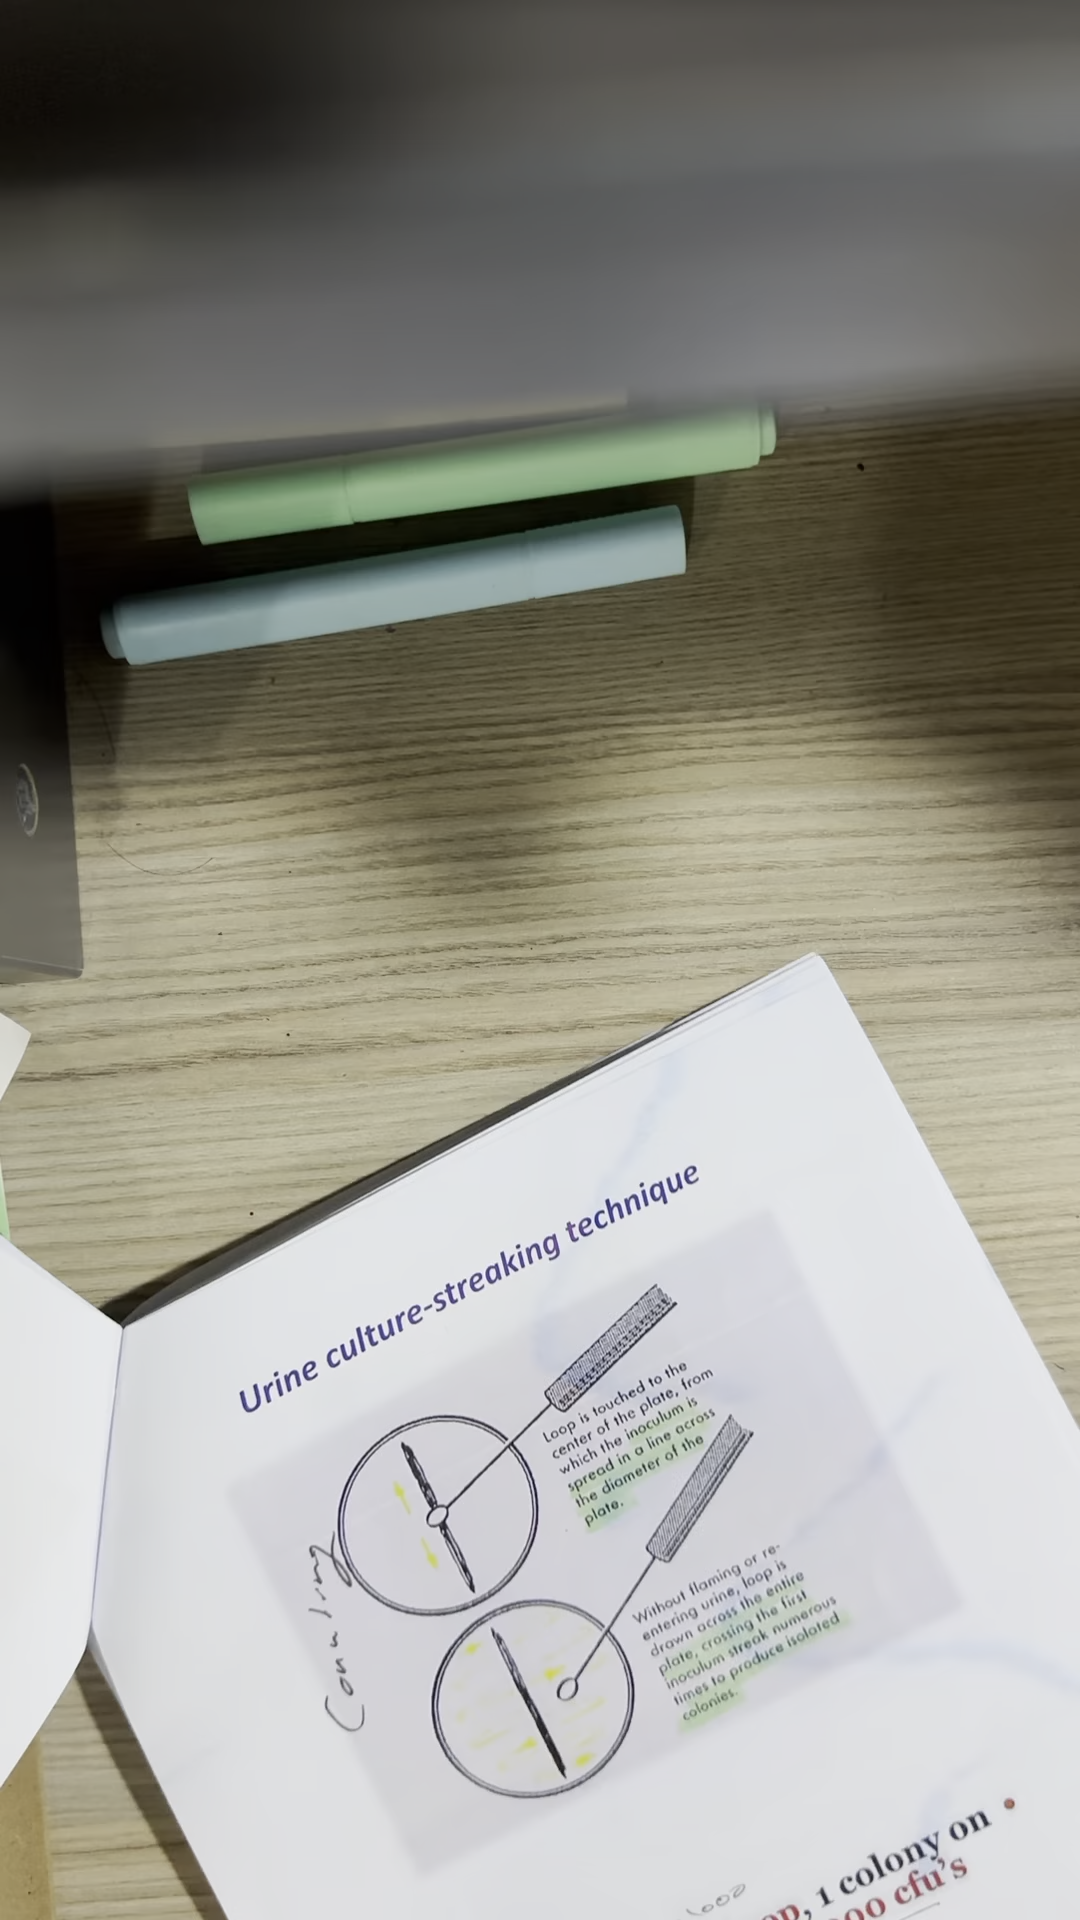 Urine culture-streaking technique
Loop is touched to the
center of the plate, from
which the inoculum is
spread in a line across
the diameter of the
plate.
Without flaming or re-
entering urine, loop is
drawn across the entire
plate, crossing the first
inoculum streak numerous
times to produce isolated
colonies.
, 1 colony on •
cfu's